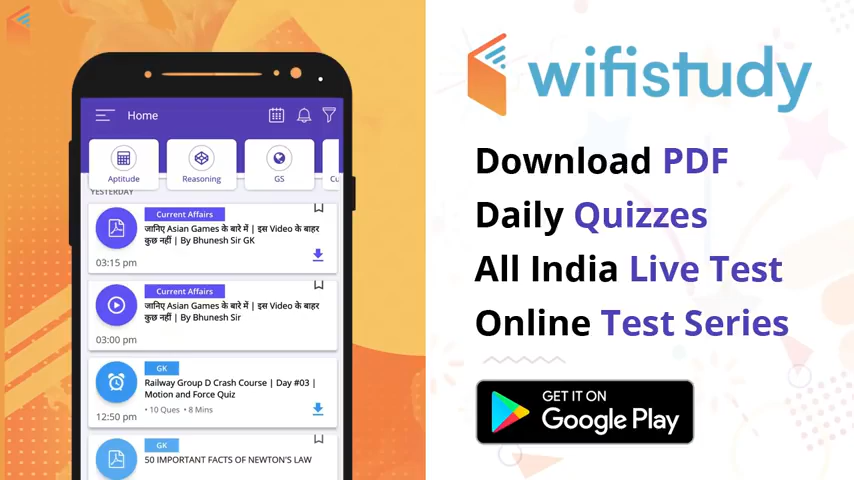 Home
Aptitude
Reasoning
GS
Cu
YESTERDAY
Current Affairs
जानिए Asian Games के बारे में | इस Video के बाहर
कुछ नहीं | By Bhunesh Sir GK
03:15 pm
Current Affairs
जानिए Asian Games के बारे में | इस Video के बाहर
कुछ नहीं | By Bhunesh Sir
03:00 pm
GK
Railway Group D Crash Course | Day #03 |
Motion and Force Quiz
• 10 Ques • 8 Mins
12:50 pm
GK
50 IMPORTANT FACTS OF NEWTON'S LAW
wifistudy
Download PDF
Daily Quizzes
All India Live Test
Online Test Series
GET IT ON
Google Play